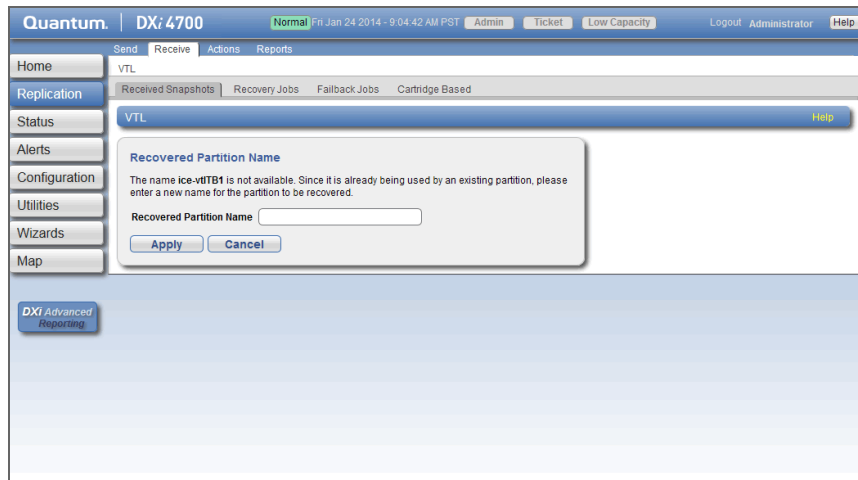 Quantum. DXi 4700 Normal Fri Jan 24 2014 - 9:04:42 AM PST Admin Ticket Low Capacity Logout Administrator Help
Send Receive Actions Reports
Home
VTL
Replication
Received Snapshots Recovery Jobs Failback Jobs Cartridge Based
Status
VTL Help
Alerts
Recovered Partition Name
Configuration
The name ice-vtlTB1 is not available. Since it is already being used by an existing partition, please
enter a new name for the partition to be recovered.
Utilities
Recovered Partition Name
Wizards
Apply Cancel
Map
DXi Advanced
Reporting